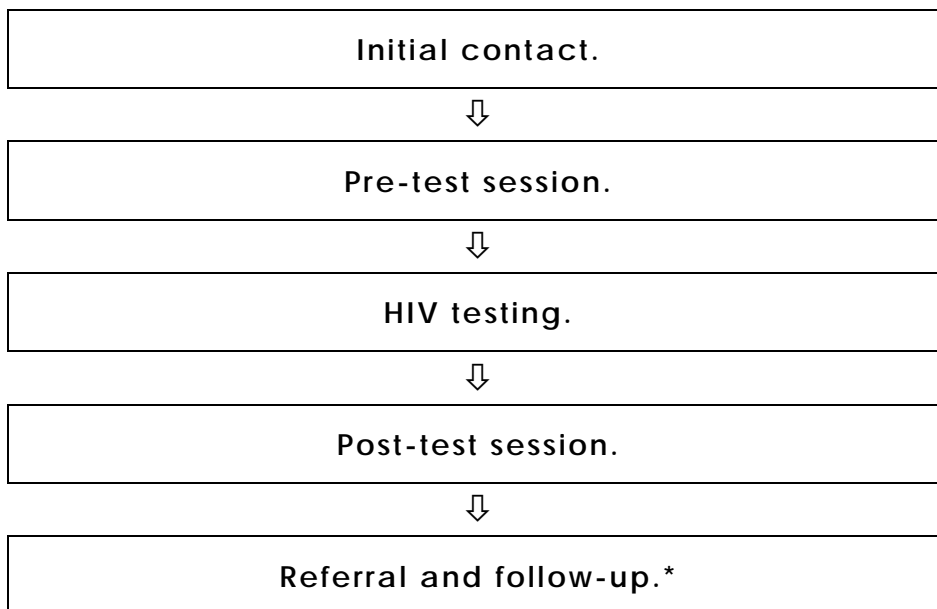 Initial contact.
⇩
Pre-test session.
⇩
HIV testing.
⇩
Post-test session.
⇩
Referral and follow-up.*